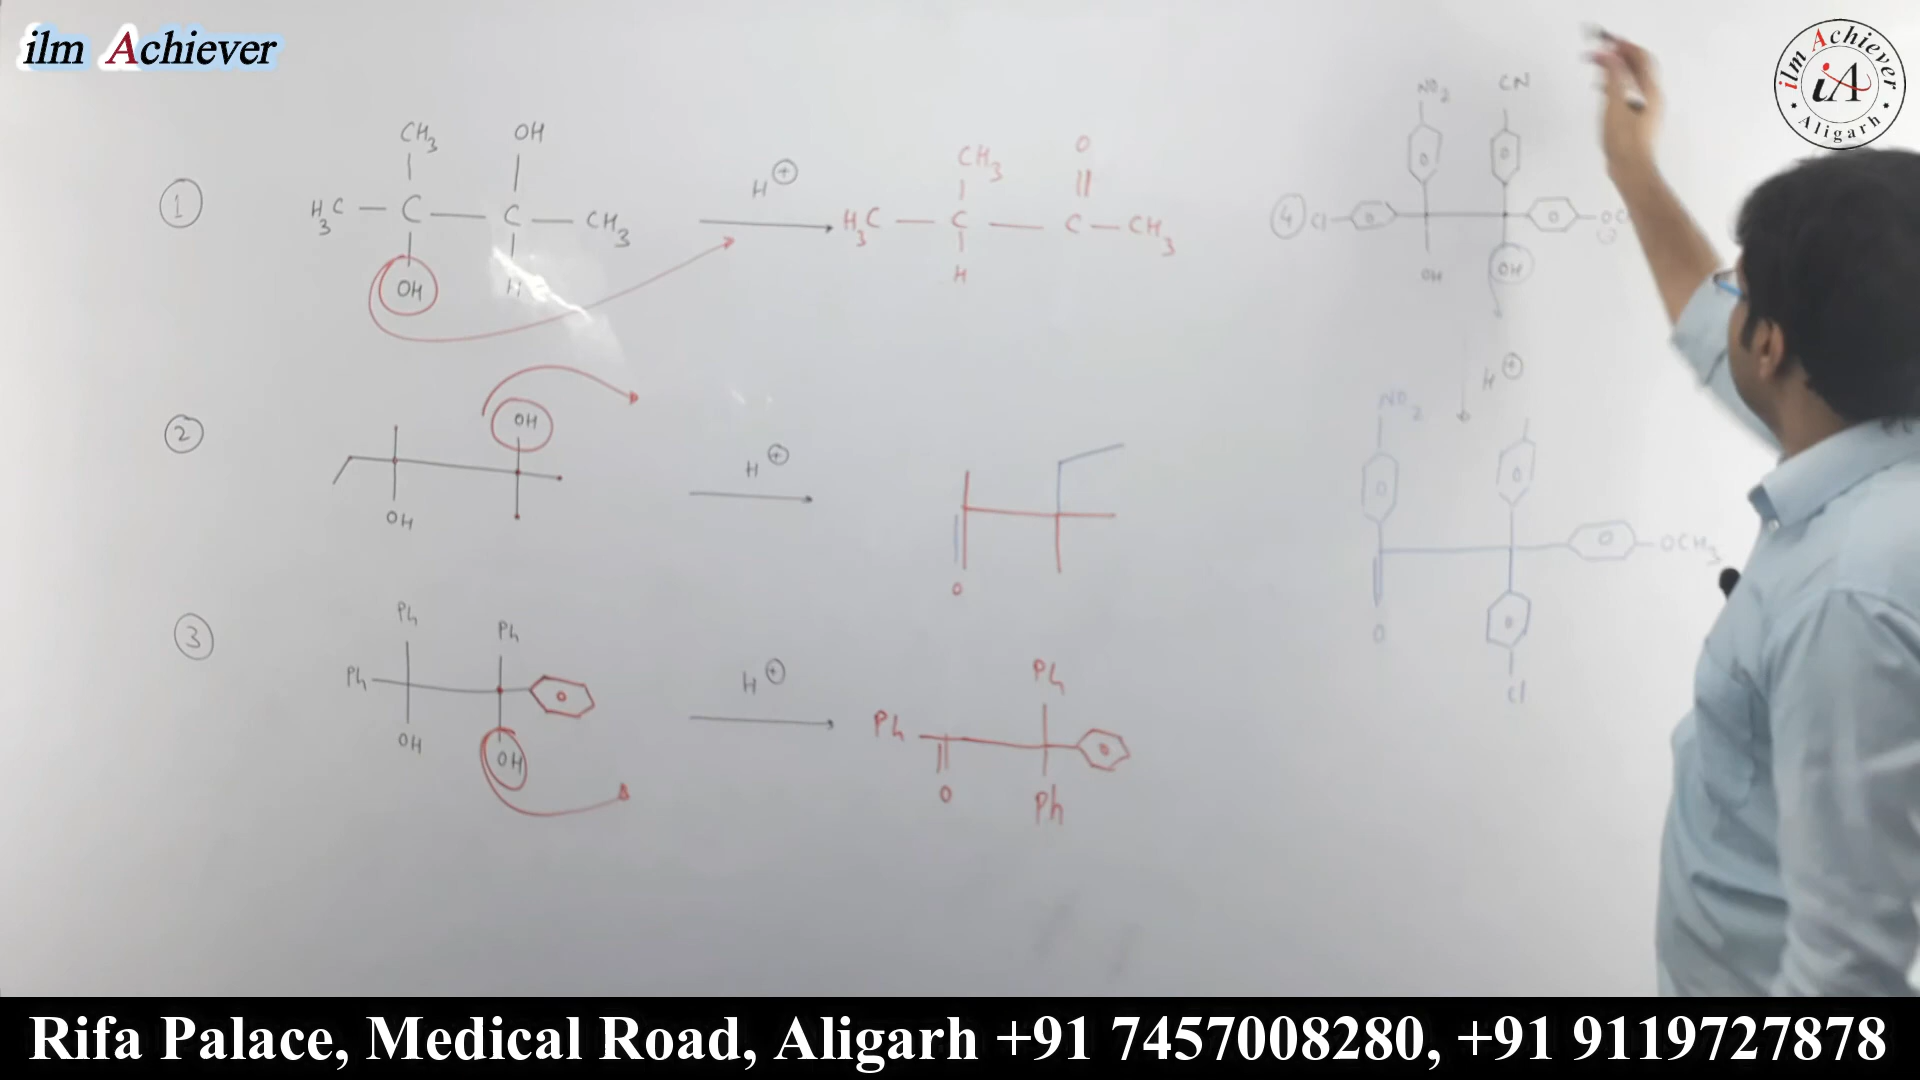 ilm Achiever
ilm Achiever
iA
Aligarh
1
CH3 OH
H3C — C — C — CH3
OH H
H⊕
CH3 O
H3C — C — C — CH3
H
2
OH
OH
H⊕
O
3
Ph
Ph
Ph
OH
OH
H⊕
Ph
Ph
O
Ph
4
NO2 CN
Cl
OH OH
H⊕
NO2
OCH3
O
Cl
Rifa Palace, Medical Road, Aligarh +91 7457008280, +91 9119727878